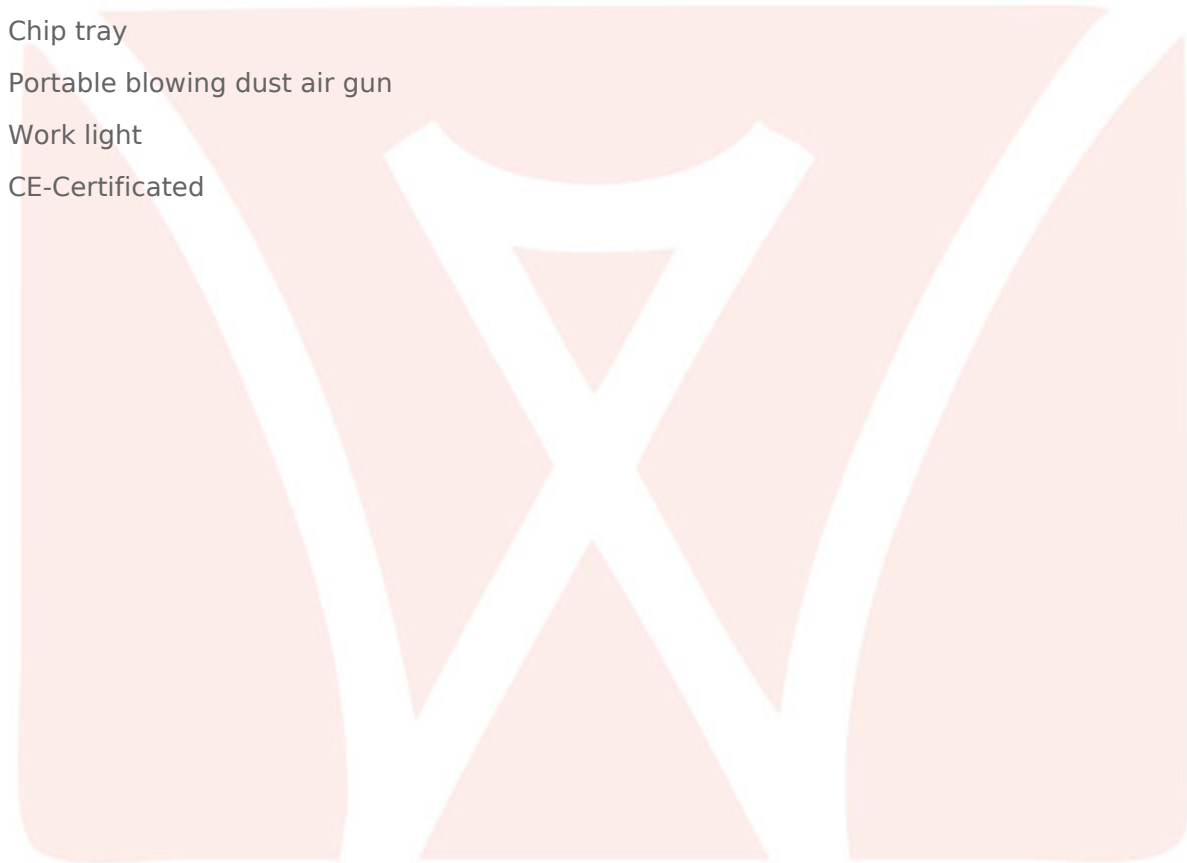 Chip tray
Portable blowing dust air gun
Work light
CE-Certificated